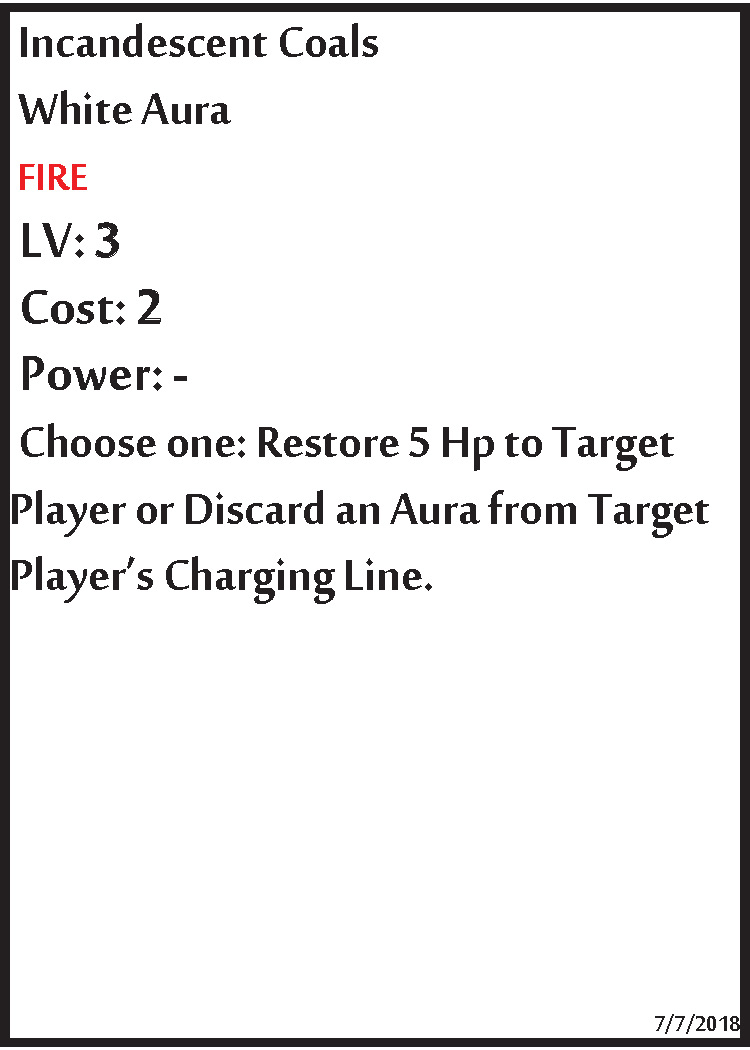 Incandescent Coals
White Aura
FIRE
LV: 3
Cost: 2
Power: -
Choose one: Restore 5 Hp to Target
Player or Discard an Aura from Target
Player’s Charging Line.
7/7/2018